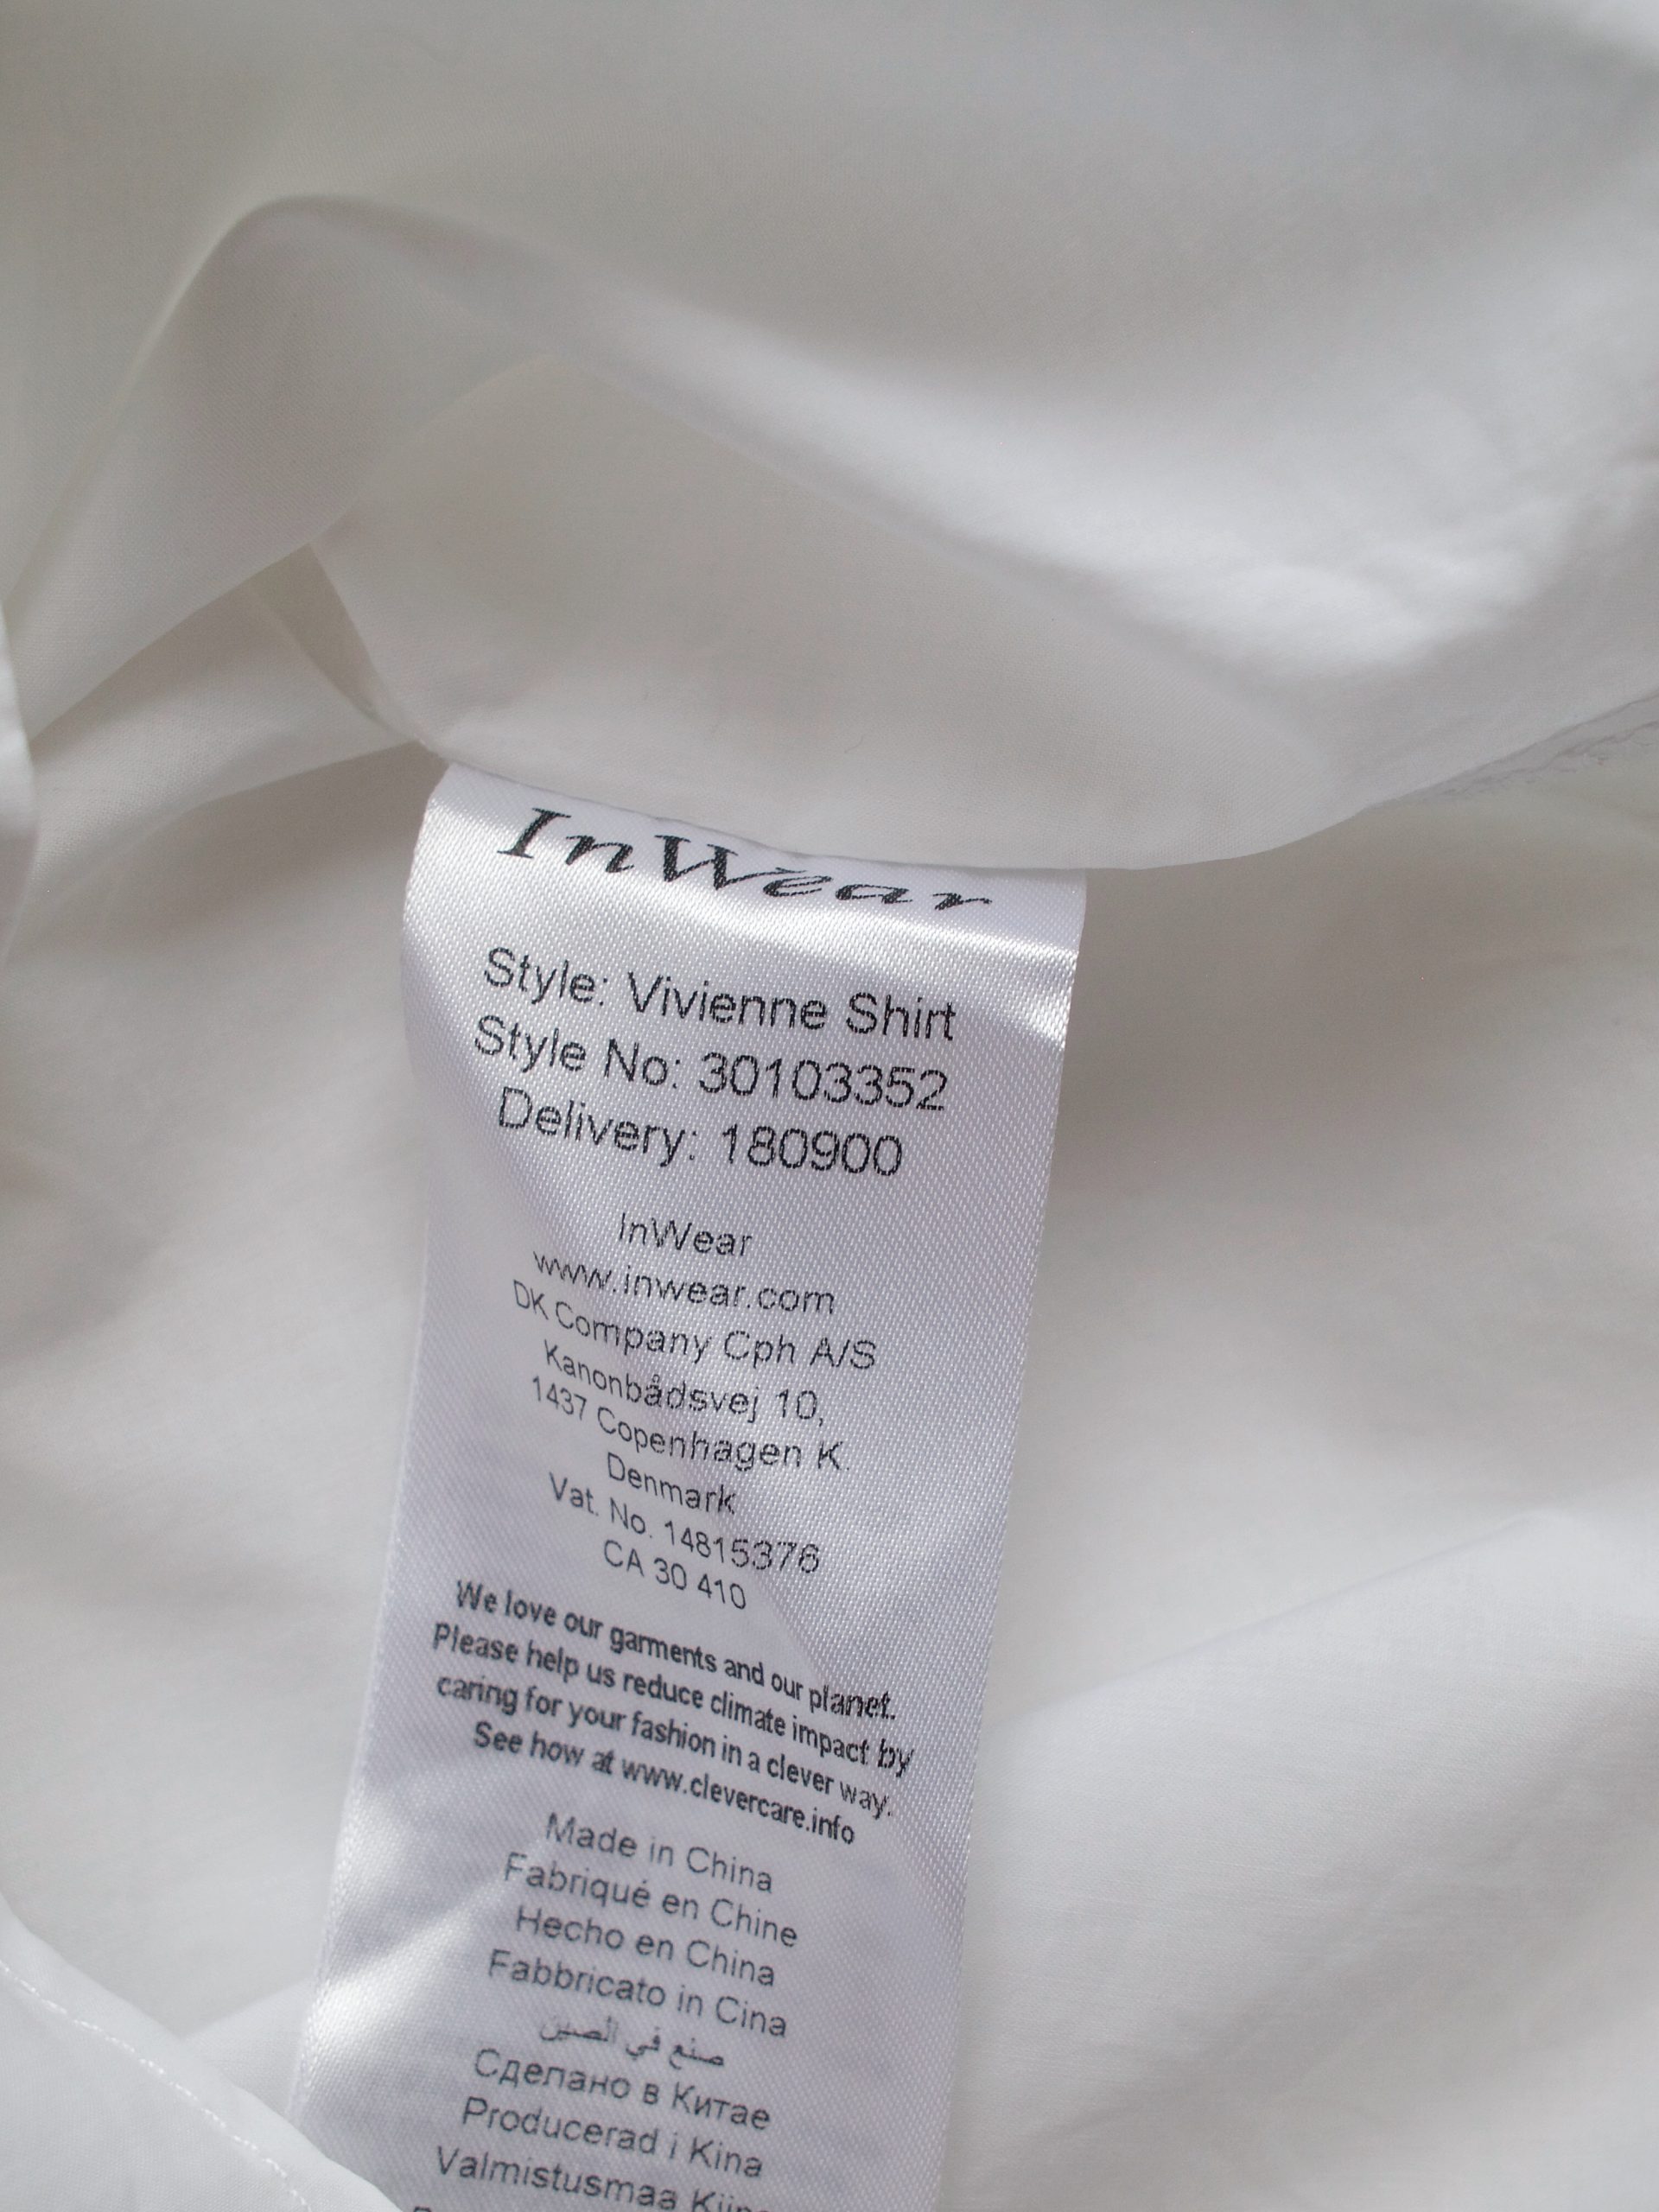 InWear
Style: Vivienne Shirt
Style No: 30103352
Delivery: 180900
InWear
www.inwear.com
DK Company Cph A/S
Kanonbådsvej 10,
1437 Copenhagen K.
Denmark
Vat. No. 14815376
CA 30 410
We love our garments and our planet.
Please help us reduce climate impact by
caring for your fashion in a clever way.
See how at www.clevercare.info
Made in China
Fabriqué en Chine
Hecho en China
Fabbricato in Cina
صنع في الصين
Сделано в Китае
Producerad i Kina
Valmistusmaa